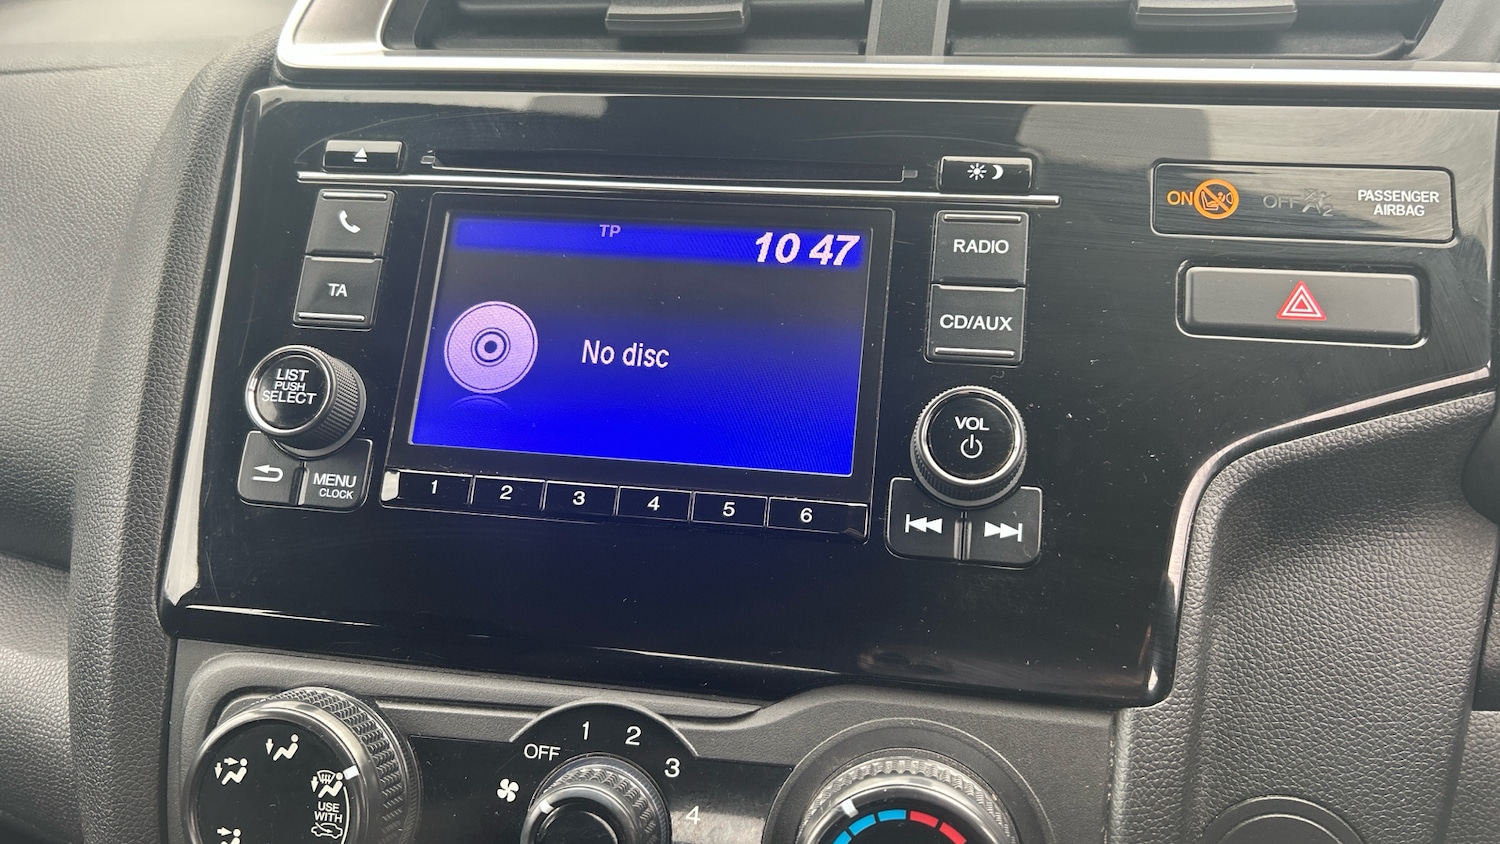 TP
10 47
No disc
TA
LIST
PUSH
SELECT
MENU
CLOCK
1 2 3 4 5 6
RADIO
CD/AUX
VOL
ON OFF 2 PASSENGER
AIRBAG
OFF 1 2 3 4
USE
WITH